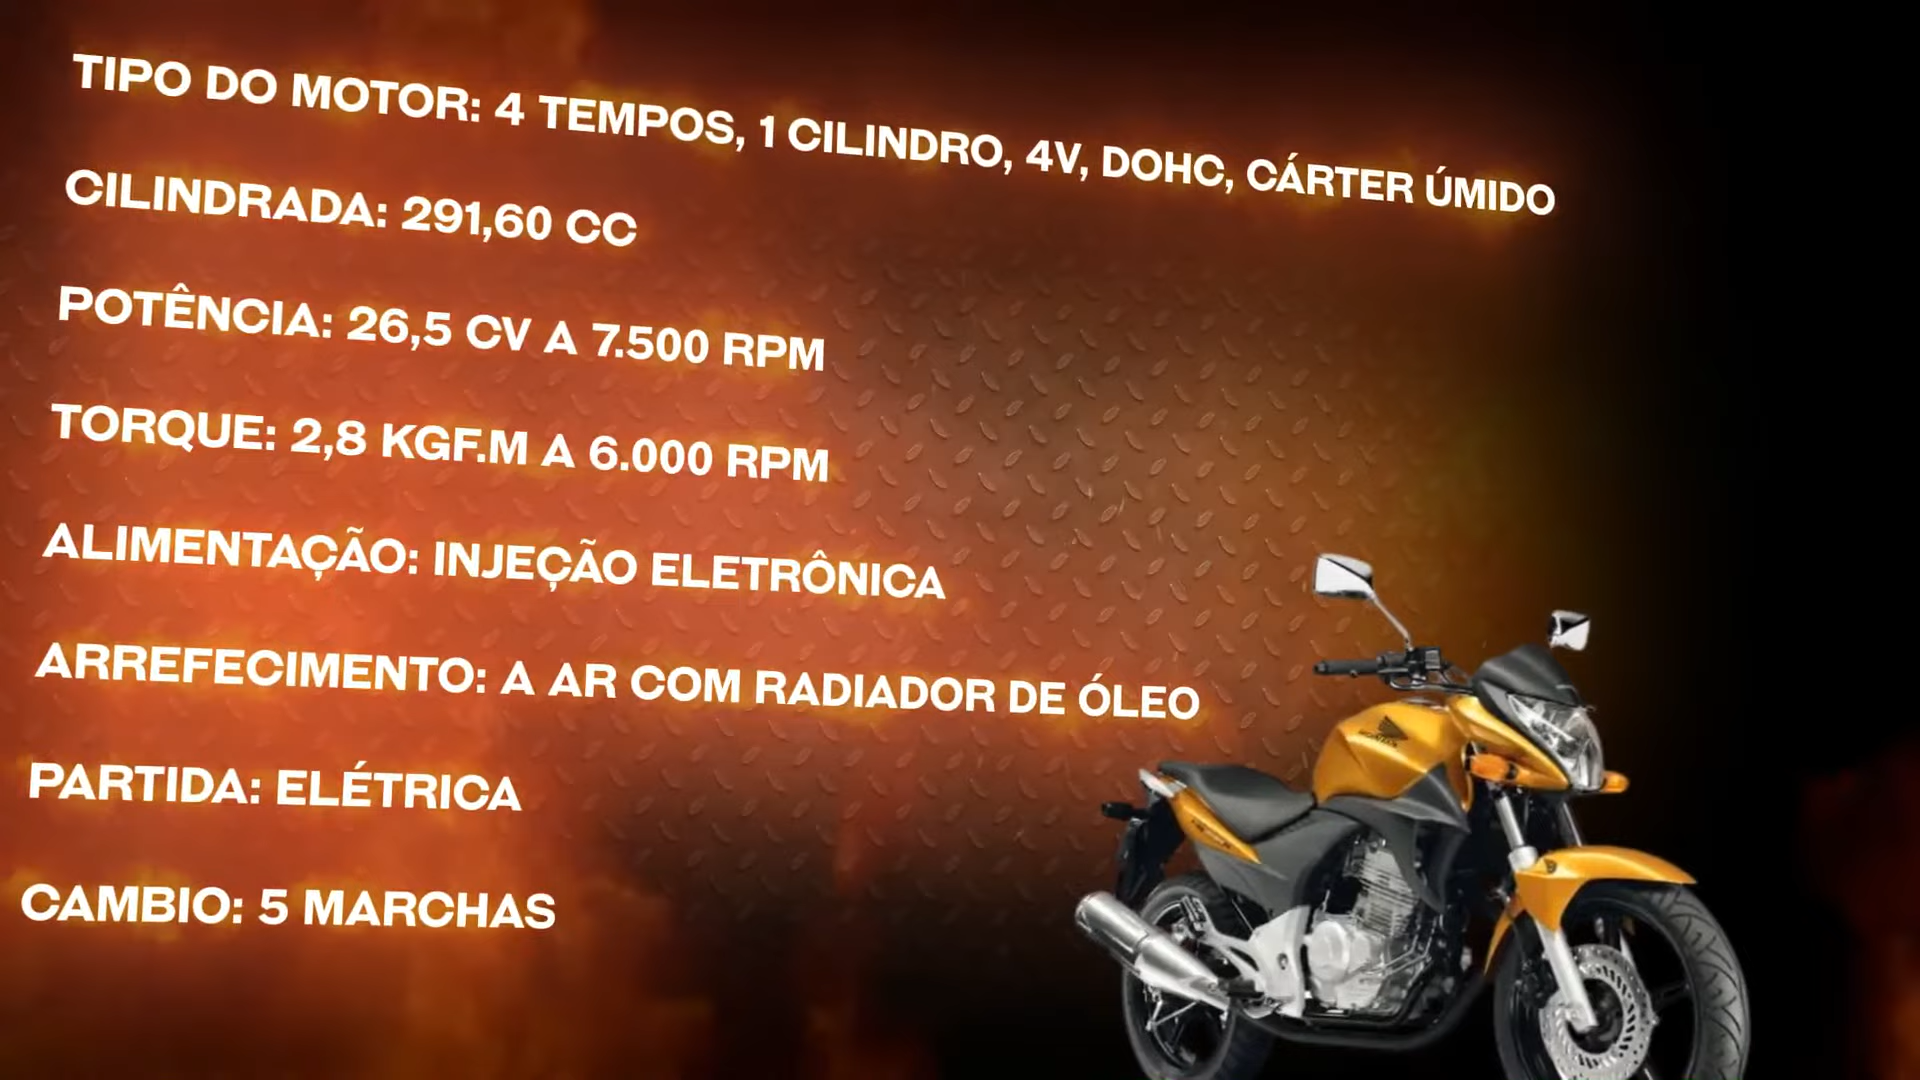 TIPO DO MOTOR: 4 TEMPOS, 1 CILINDRO, 4V, DOHC, CÁRTER ÚMIDO
CILINDRADA: 291,60 CC
POTÊNCIA: 26,5 CV A 7.500 RPM
TORQUE: 2,8 KGF.M A 6.000 RPM
ALIMENTAÇÃO: INJEÇÃO ELETRÔNICA
ARREFECIMENTO: A AR COM RADIADOR DE ÓLEO
HONDA
PARTIDA: ELÉTRICA
CAMBIO: 5 MARCHAS